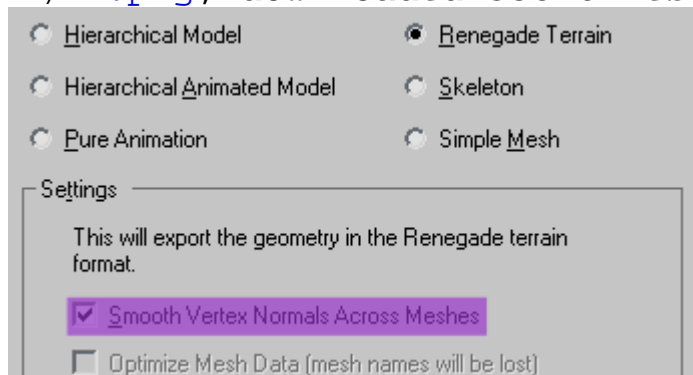 Hierarchical Model
Renegade Terrain
Hierarchical Animated Model
Skeleton
Pure Animation
Simple Mesh
Settings
This will export the geometry in the Renegade terrain
format.
Smooth Vertex Normals Across Meshes
Optimize Mesh Data (mesh names will be lost)